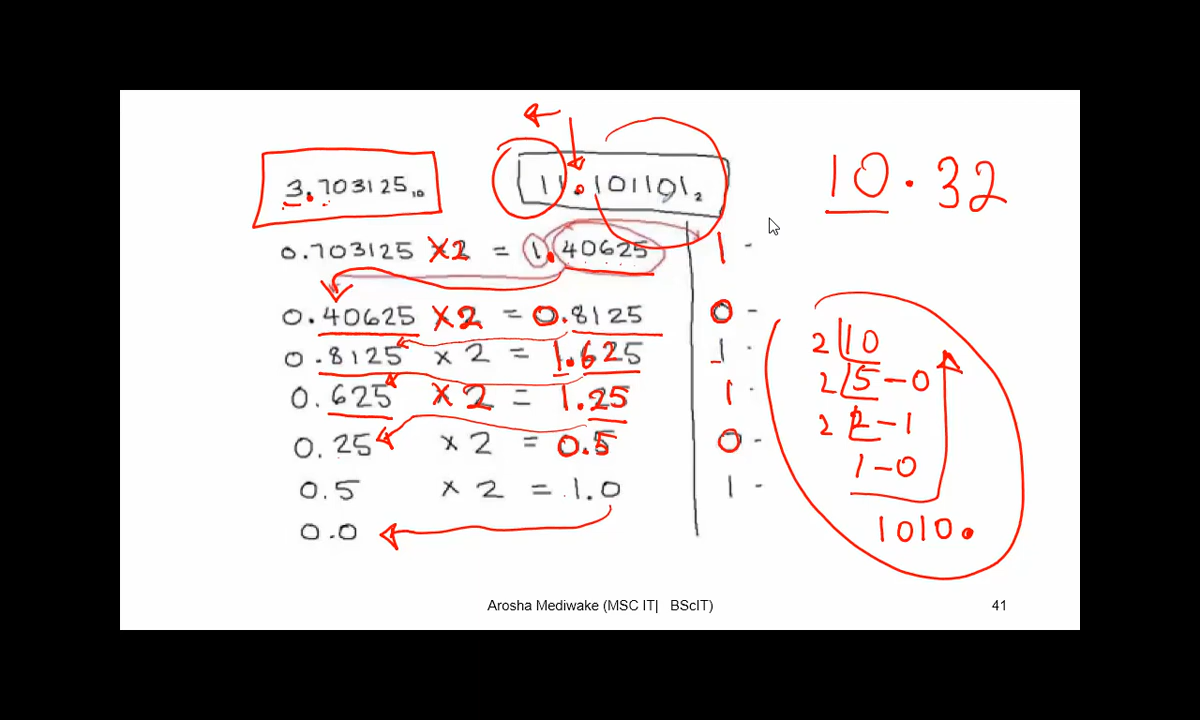 3.703125₁₀
11.101101₂
10.32
0.703125 X2 = 1.40625 1 -
0.40625 X2 = 0.8125 0 -
0.8125 x 2 = 1.625 1 -
0.625 X2 = 1.25 1 -
0.25 x 2 = 0.5 0 -
0.5 x 2 = 1.0 1 -
0.0
2 10
2 5 - 0
2 2 - 1
1 - 0
1010.
Arosha Mediwake (MSC IT| BScIT)
41